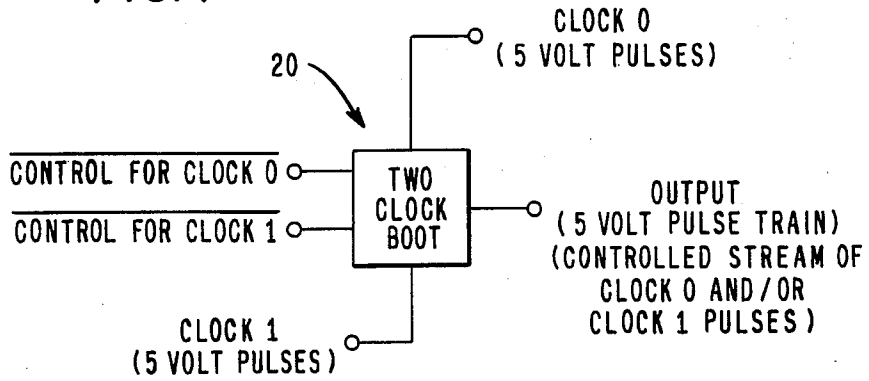 CLOCK 0
(5 VOLT PULSES)
20
CONTROL FOR CLOCK 0
CONTROL FOR CLOCK 1
TWO
CLOCK
BOOT
OUTPUT
(5 VOLT PULSE TRAIN)
(CONTROLLED STREAM OF
CLOCK 0 AND/OR
CLOCK 1 PULSES)
CLOCK 1
(5 VOLT PULSES)